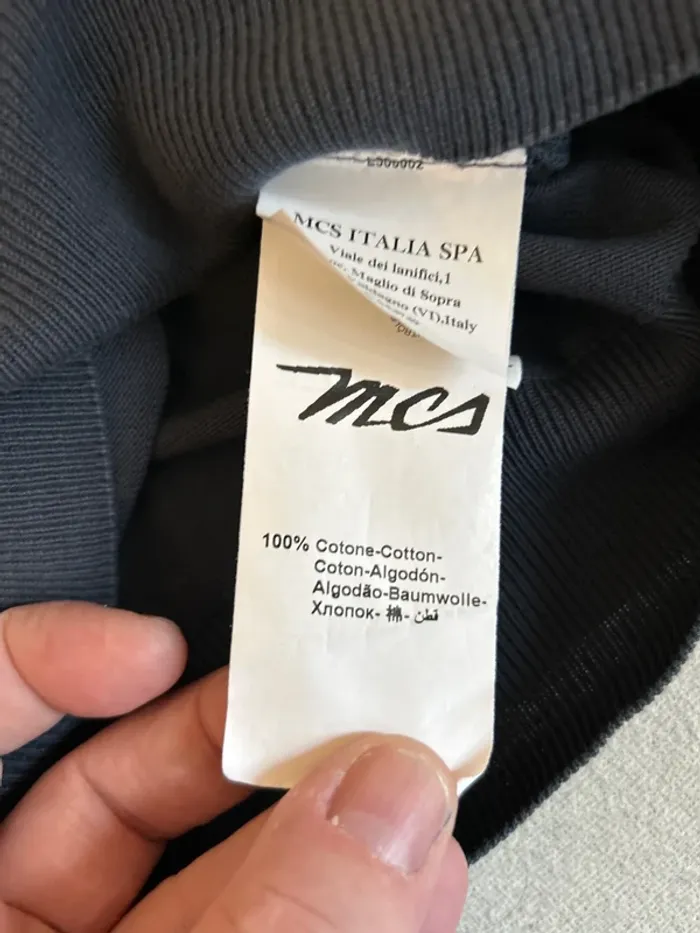 MCS ITALIA SPA
Viale dei lanifici,1
Maglio di Sopra
(VI),Italy
mcs
100% Cotone-Cotton-
Coton-Algodón-
Algodão-Baumwolle-
Хлопок- 棉- قطن